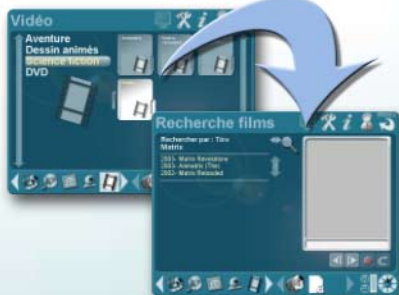 Vidéo
Aventure
Dessin animés
Science fiction
DVD
Recherche films
Rechercher par : Titre
Matrix
2003- Matrix Revolutions
2003- Animatrix (The)
2003- Matrix Reloaded